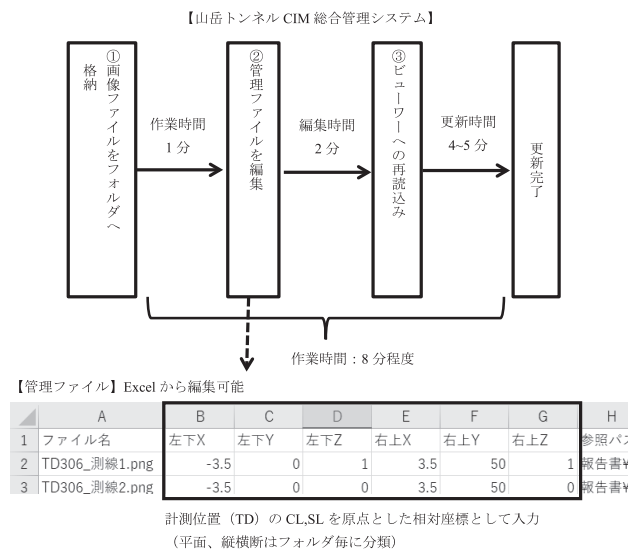 【山岳トンネル CIM 総合管理システム】
①画像ファイルをフォルダへ
格納
作業時間
1 分
②管理ファイルを編集
編集時間
2 分
③ビューワーへの再読込み
更新時間
4~5 分
更新完了
作業時間：8 分程度
【管理ファイル】Excel から編集可能
A B C D E F G H
1 ファイル名 左下X 左下Y 左下Z 右上X 右上Y 右上Z 参照パス
2 TD306_測線1.png -3.5 0 1 3.5 50 1 報告書¥
3 TD306_測線2.png -3.5 0 0 3.5 50 0 報告書¥
計測位置（TD）の CL,SL を原点とした相対座標として入力
（平面、縦横断はフォルダ毎に分類）